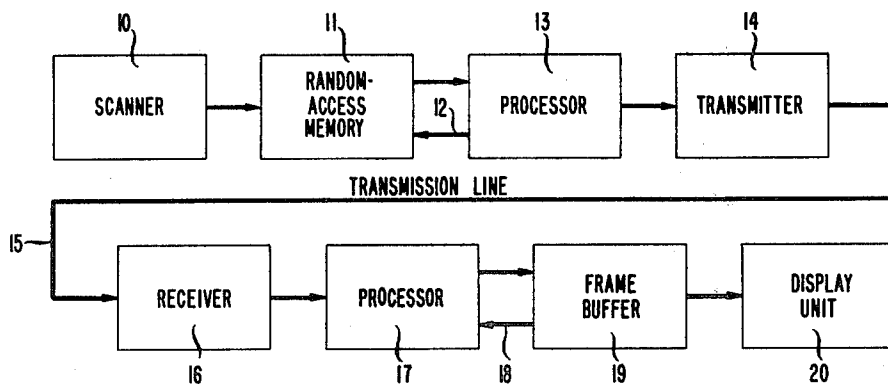 10
11
13
14
SCANNER
RANDOM-
ACCESS
MEMORY
12
PROCESSOR
TRANSMITTER
TRANSMISSION LINE
15
RECEIVER
PROCESSOR
FRAME
BUFFER
DISPLAY
UNIT
16
17
18
19
20